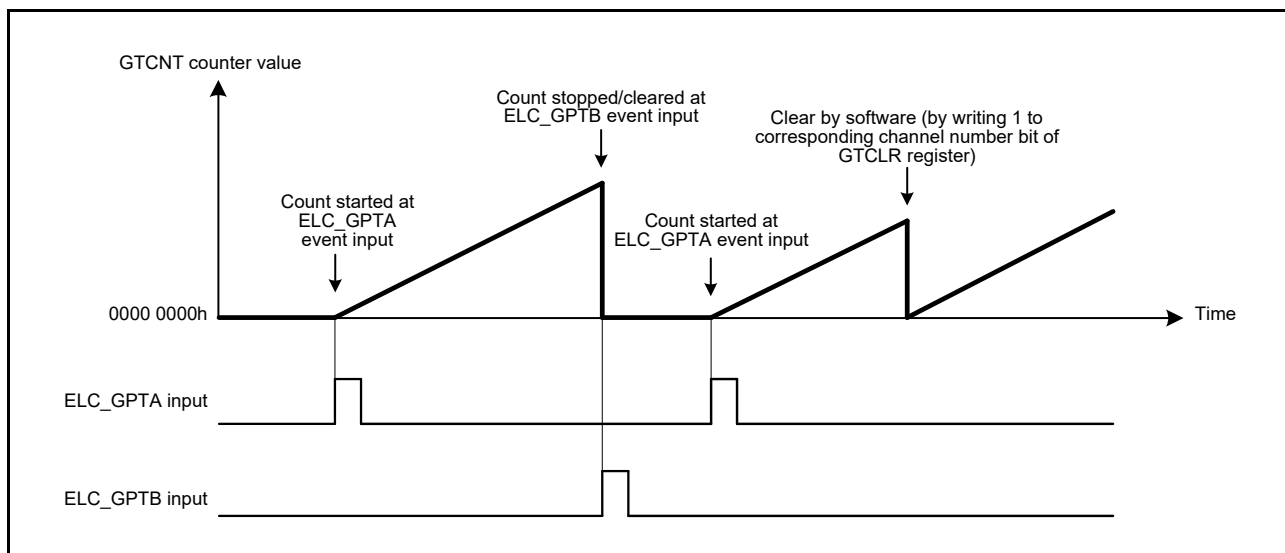 GTCNT counter value
Count stopped/cleared at
ELC_GPTB event input
Clear by software (by writing 1 to
corresponding channel number bit of
GTCLR register)
Count started at
ELC_GPTA
event input
Count started at
ELC_GPTA event input
0000 0000h
Time
ELC_GPTA input
ELC_GPTB input